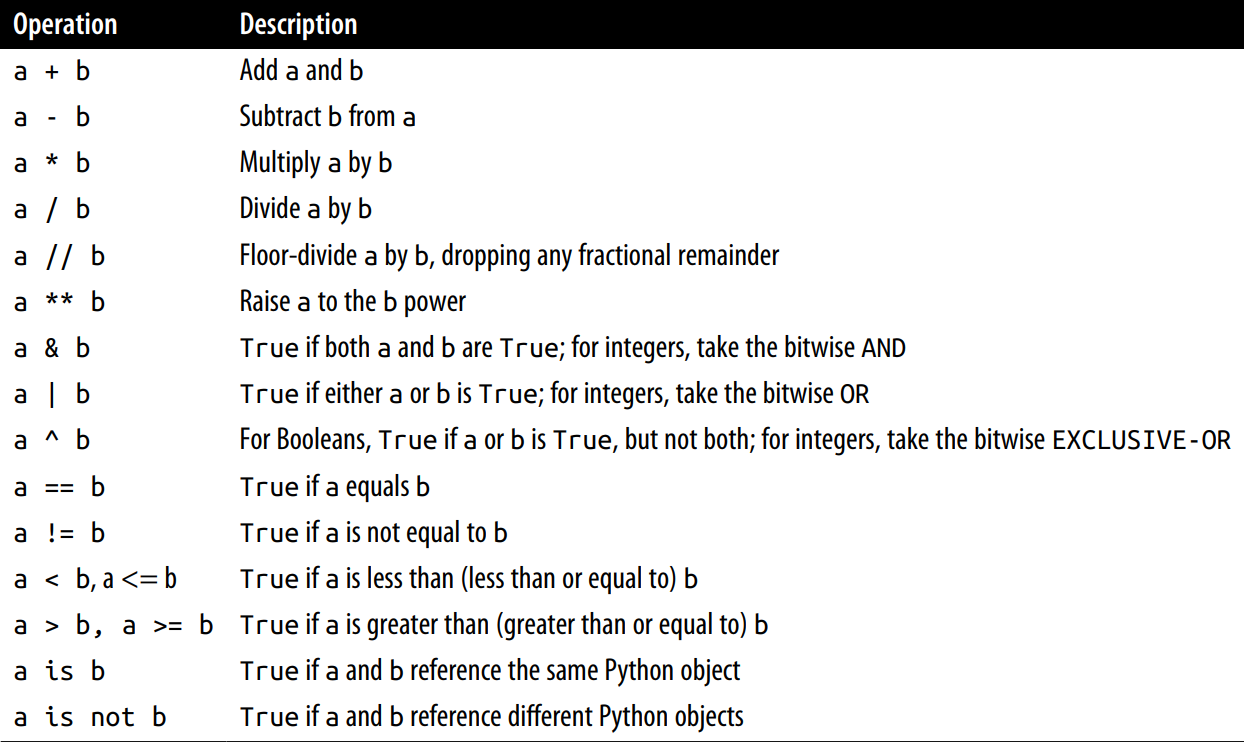 Operation Description
a + b Add a and b
a - b Subtract b from a
a * b Multiply a by b
a / b Divide a by b
a // b Floor-divide a by b, dropping any fractional remainder
a ** b Raise a to the b power
a & b True if both a and b are True; for integers, take the bitwise AND
a | b True if either a or b is True; for integers, take the bitwise OR
a ^ b For Booleans, True if a or b is True, but not both; for integers, take the bitwise EXCLUSIVE-OR
a == b True if a equals b
a != b True if a is not equal to b
a < b, a <= b True if a is less than (less than or equal to) b
a > b, a >= b True if a is greater than (greater than or equal to) b
a is b True if a and b reference the same Python object
a is not b True if a and b reference different Python objects